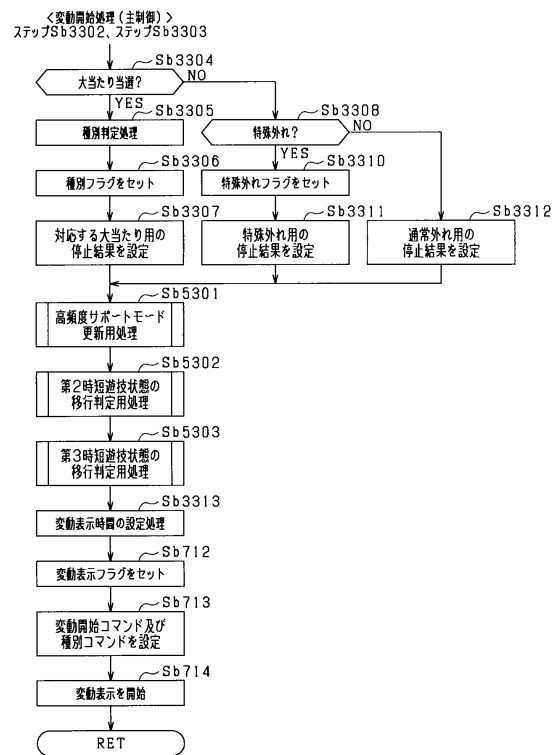 <変動開始処理(主制御)>
ステップSb3302、ステップSb3303
Sb3304
大当たり当選?
NO
YES
Sb3305
種別判定処理
Sb3306
種別フラグをセット
Sb3307
対応する大当たり用の
停止結果を設定
Sb3308
特殊外れ?
NO
YES
Sb3310
特殊外れフラグをセット
Sb3311
特殊外れ用の
停止結果を設定
Sb3312
通常外れ用の
停止結果を設定
Sb5301
高頻度サポートモード
更新用処理
Sb5302
第2時短遊技状態の
移行判定用処理
Sb5303
第3時短遊技状態の
移行判定用処理
Sb3313
変動表示時間の設定処理
Sb712
変動表示フラグをセット
Sb713
変動開始コマンド及び
種別コマンドを設定
Sb714
変動表示を開始
RET